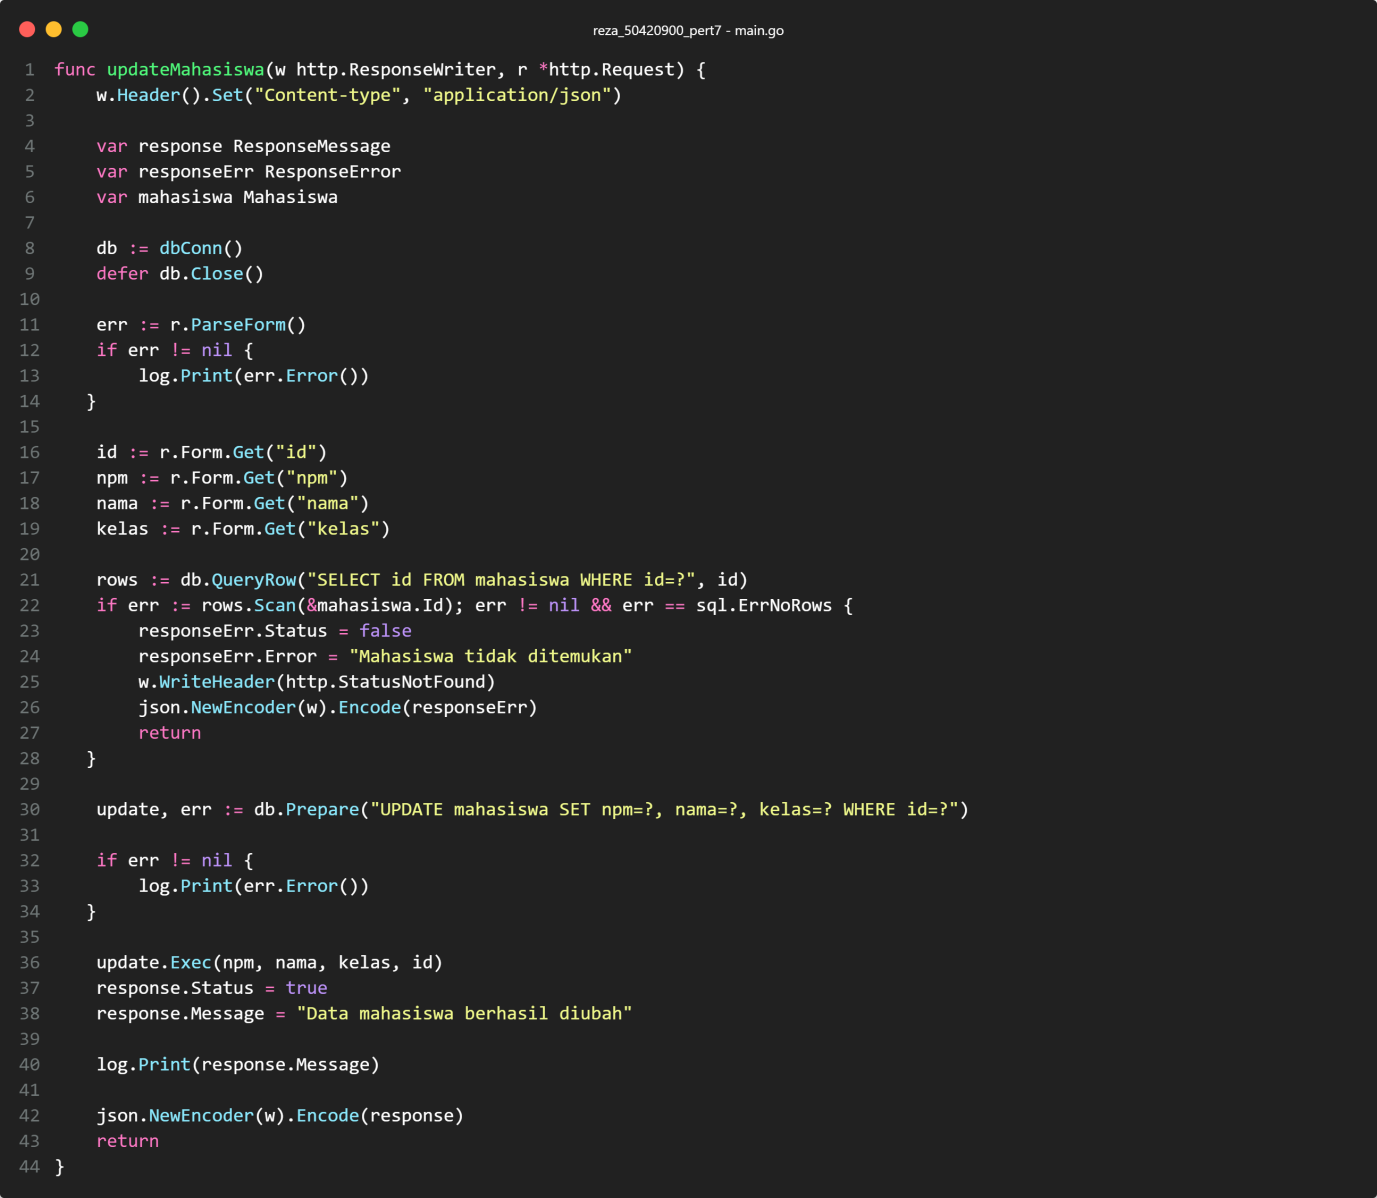 reza_50420900_pert7 - main.go
1 func updateMahasiswa(w http.ResponseWriter, r *http.Request) {
2     w.Header().Set("Content-type", "application/json")
3
4     var response ResponseMessage
5     var responseErr ResponseError
6     var mahasiswa Mahasiswa
7
8     db := dbConn()
9     defer db.Close()
10
11     err := r.ParseForm()
12     if err != nil {
13         log.Print(err.Error())
14    }
15
16     id := r.Form.Get("id")
17     npm := r.Form.Get("npm")
18     nama := r.Form.Get("nama")
19     kelas := r.Form.Get("kelas")
20
21     rows := db.QueryRow("SELECT id FROM mahasiswa WHERE id=?", id)
22     if err := rows.Scan(&mahasiswa.Id); err != nil && err == sql.ErrNoRows {
23         responseErr.Status = false
24         responseErr.Error = "Mahasiswa tidak ditemukan"
25         w.WriteHeader(http.StatusNotFound)
26         json.NewEncoder(w).Encode(responseErr)
27         return
28    }
29
30     update, err := db.Prepare("UPDATE mahasiswa SET npm=?, nama=?, kelas=? WHERE id=?")
31
32     if err != nil {
33         log.Print(err.Error())
34    }
35
36     update.Exec(npm, nama, kelas, id)
37     response.Status = true
38     response.Message = "Data mahasiswa berhasil diubah"
39
40     log.Print(response.Message)
41
42     json.NewEncoder(w).Encode(response)
43     return
44 }